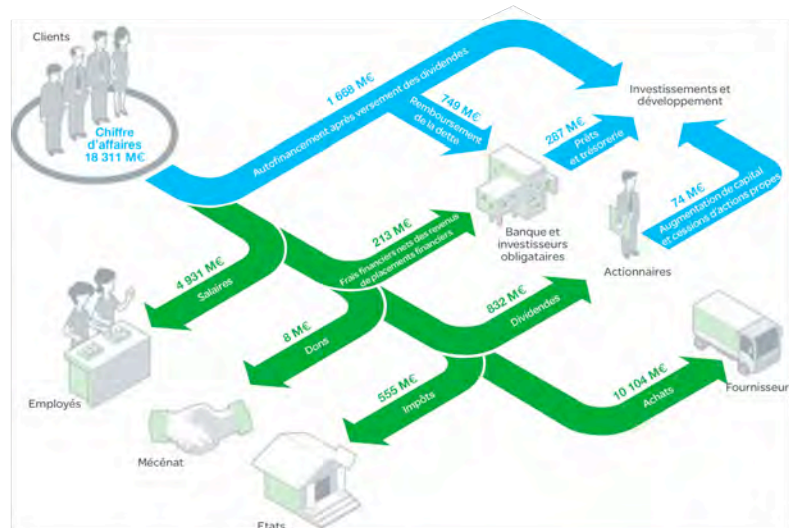 Clients
Chiffre
d'affaires
18 311 M€
1 668 M€
Autofinancement après versement des dividendes
749 M€
Remboursement
de la dette
Investissements et
développement
287 M€
Prêts
et trésorerie
74 M€
Augmentation de capital
et cessions d'actions propes
Banque et
investisseurs
obligataires
Actionnaires
213 M€
Frais financiers nets des revenus
de placements financiers
4 931 M€
Salaires
832 M€
Dividendes
8 M€
Dons
555 M€
Impôts
10 104 M€
Achats
Fournisseur
Employés
Mécénat
Etats